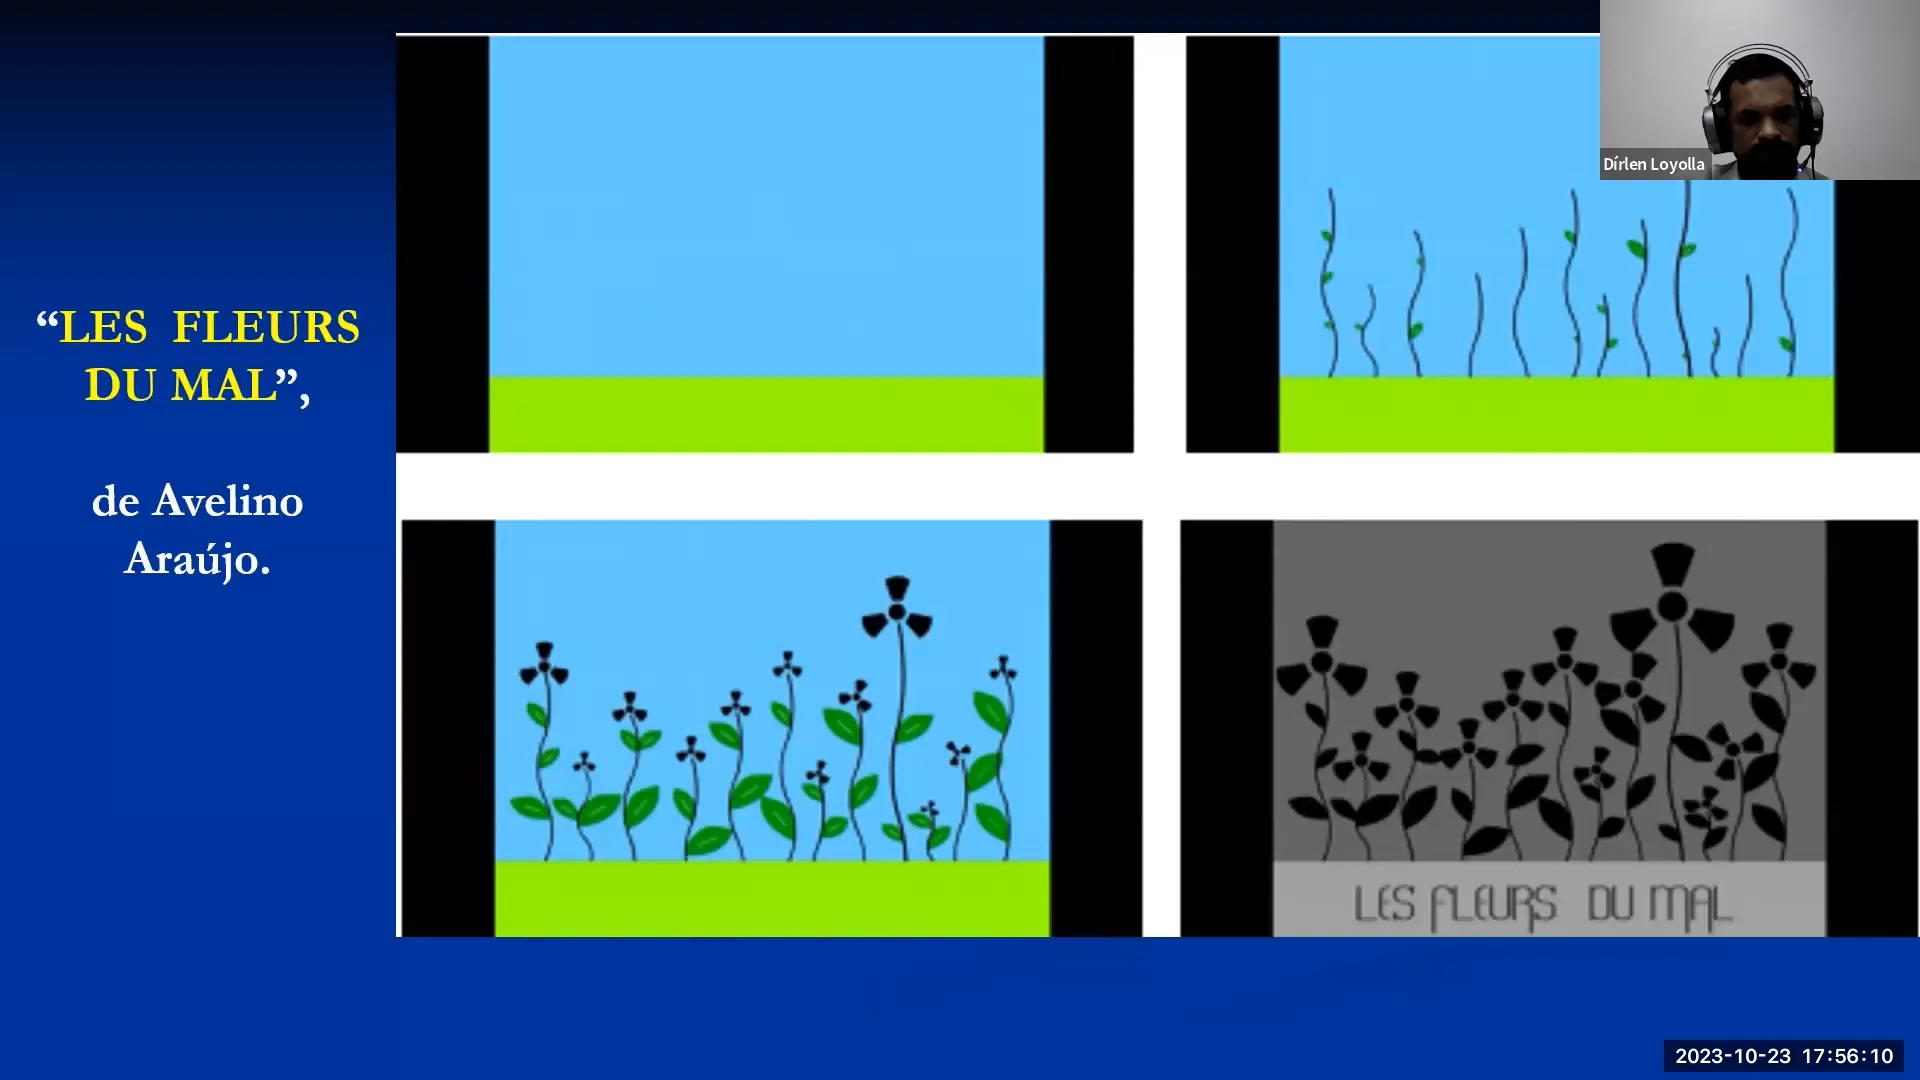 “LES FLEURS
DU MAL”,
de Avelino
Araújo.
Dírlen Loyolla
LES FLEURS DU MAL
2023-10-23 17:56:10